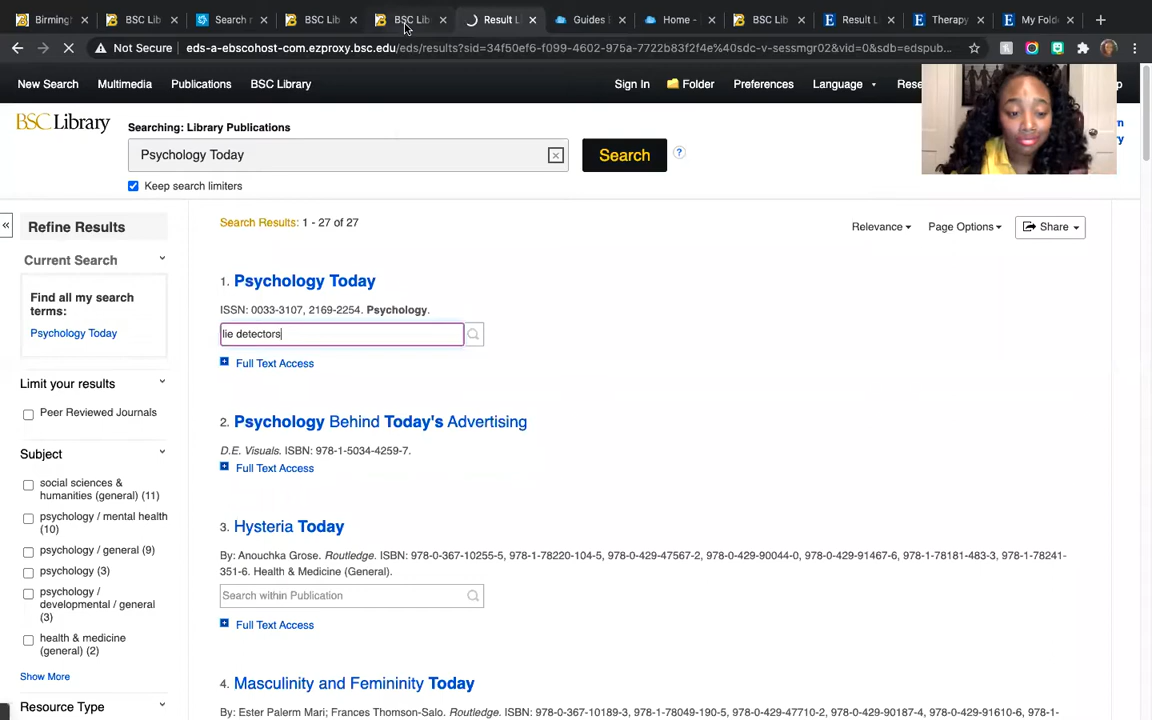 Birming
BSC Lib
Search r
BSC Lib
BSC Lib
Result L
Guides
Home -
BSC Lib
Result L
Therapy
My Fold
Not Secure
eds-a-ebscohost-com.ezproxy.bsc.edu/eds/results?sid=34f50ef6-f099-4602-975a-7722b83f2f4e%40sdc-v-sessmgr02&vid=0&sdb=edspub...
New Search
Multimedia
Publications
BSC Library
Sign In
Folder
Preferences
Language
BSC Library
Searching: Library Publications
Psychology Today
Search
?
Keep search limiters
«
Refine Results
Current Search
Find all my search
terms:
Psychology Today
Limit your results
Peer Reviewed Journals
Subject
social sciences &
humanities (general) (11)
psychology / mental health
(10)
psychology / general (9)
psychology (3)
psychology /
developmental / general
(3)
health & medicine
(general) (2)
Show More
Resource Type
Search Results: 1 - 27 of 27
Relevance
Page Options
Share
1. Psychology Today
ISSN: 0033-3107, 2169-2254. Psychology.
lie detectors
Full Text Access
2. Psychology Behind Today's Advertising
D.E. Visuals. ISBN: 978-1-5034-4259-7.
Full Text Access
3. Hysteria Today
By: Anouchka Grose. Routledge. ISBN: 978-0-367-10255-5, 978-1-78220-104-5, 978-0-429-47567-2, 978-0-429-90044-0, 978-0-429-91467-6, 978-1-78181-483-3, 978-1-78241-
351-6. Health & Medicine (General).
Search within Publication
Full Text Access
4. Masculinity and Femininity Today
By: Ester Palerm Mari; Frances Thomson-Salo. Routledge. ISBN: 978-0-367-10189-3, 978-1-78049-190-5, 978-0-429-47710-2, 978-0-429-90187-4, 978-0-429-91610-6, 978-1-